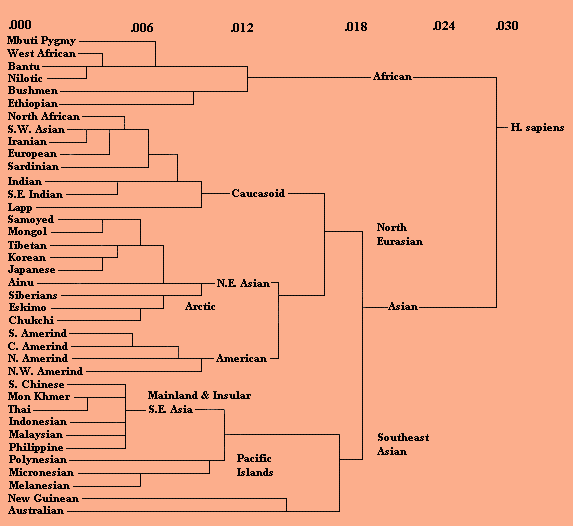 .000 .006 .012 .018 .024 .030
Mbuti Pygmy
West African
Bantu
Nilotic
African
Bushmen
Ethiopian
North African
S.W. Asian
H. sapiens
Iranian
European
Sardinian
Indian
S.E. Indian
Caucasoid
Lapp
Samoyed
Mongol
North
Eurasian
Tibetan
Korean
Japanese
Ainu
N.E. Asian
Siberians
Eskimo
Arctic
Asian
Chukchi
S. Amerind
C. Amerind
N. Amerind
American
N.W. Amerind
S. Chinese
Mon Khmer
Mainland & Insular
Thai
S.E. Asia
Indonesian
Malaysian
Philippine
Southeast
Asian
Polynesian
Micronesian
Pacific
Islands
Melanesian
New Guinean
Australian